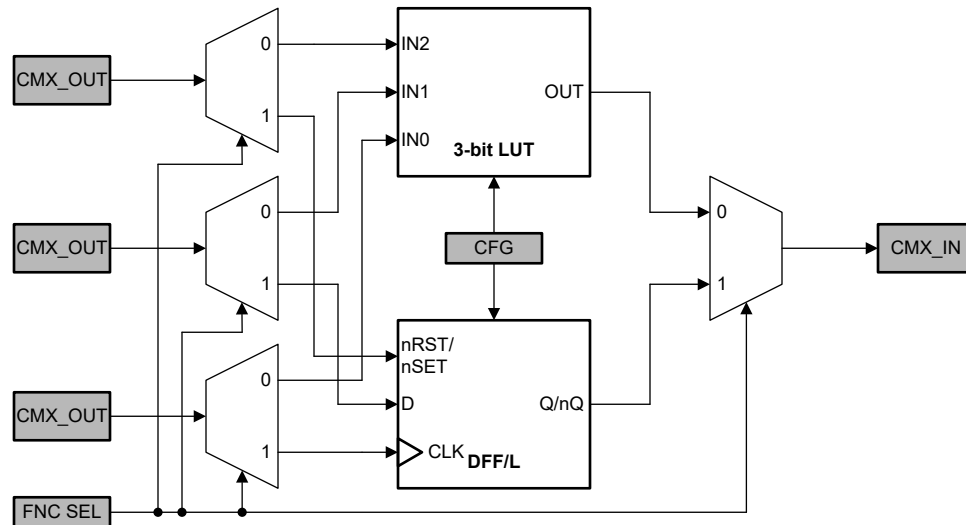 CMX_OUT
0
1
IN2
IN1
IN0
OUT
3-bit LUT
CMX_OUT
0
1
CFG
0
1
CMX_IN
CMX_OUT
0
1
nRST/
nSET
D
CLK
Q/nQ
DFF/L
FNC SEL